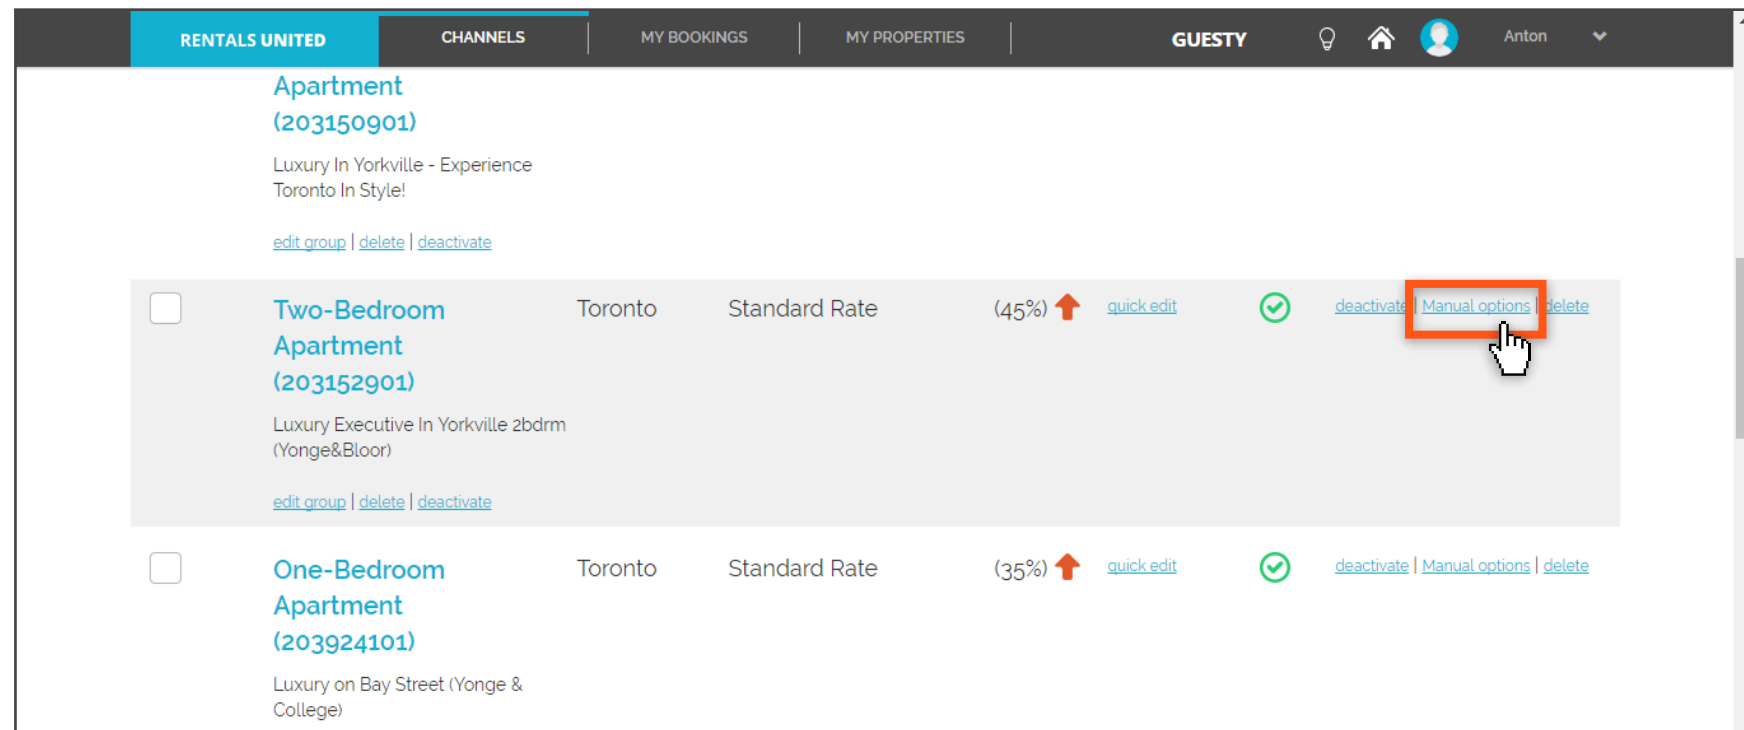 RENTALS UNITED CHANNELS MY BOOKINGS MY PROPERTIES GUESTY Anton
Apartment
(203150901)
Luxury In Yorkville - Experience
Toronto In Style!
edit group | delete | deactivate
Two-Bedroom Toronto Standard Rate (45%) quick edit deactivate | Manual options | delete
Apartment
(203152901)
Luxury Executive In Yorkville 2bdrm
(Yonge&Bloor)
edit group | delete | deactivate
One-Bedroom Toronto Standard Rate (35%) quick edit deactivate | Manual options | delete
Apartment
(203924101)
Luxury on Bay Street (Yonge &
College)